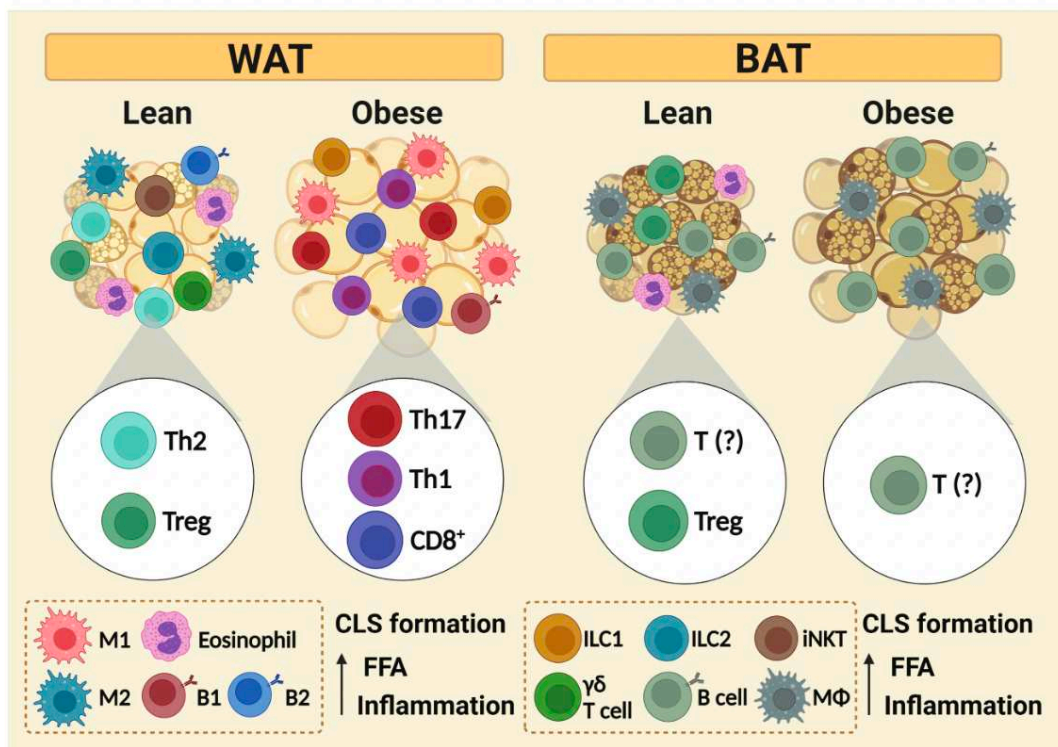 WAT
BAT
Lean
Obese
Lean
Obese
Th2
Treg
Th17
Th1
CD8⁺
T (?)
Treg
T (?)
M1
Eosinophil
M2
B1
B2
CLS formation
FFA
Inflammation
ILC1
ILC2
iNKT
γδ
T cell
B cell
MΦ
CLS formation
FFA
Inflammation